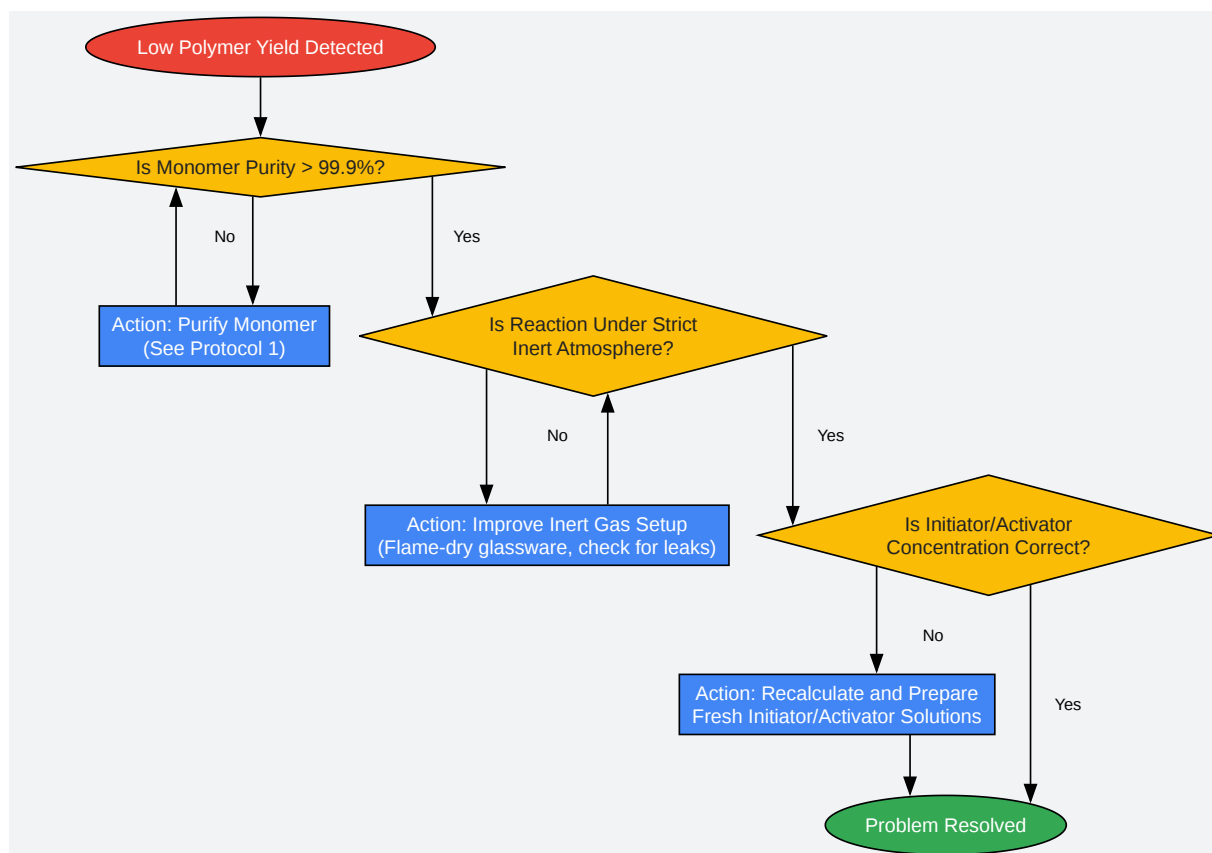 Low Polymer Yield Detected
Is Monomer Purity > 99.9%?
No
Yes
Action: Purify Monomer
(See Protocol 1)
Is Reaction Under Strict
Inert Atmosphere?
No
Yes
Action: Improve Inert Gas Setup
(Flame-dry glassware, check for leaks)
Is Initiator/Activator
Concentration Correct?
No
Yes
Action: Recalculate and Prepare
Fresh Initiator/Activator Solutions
Problem Resolved